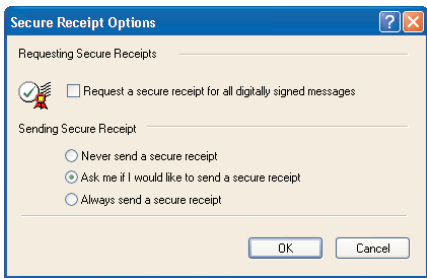 Secure Receipt Options
Requesting Secure Receipts
Request a secure receipt for all digitally signed messages
Sending Secure Receipt
Never send a secure receipt
Ask me if I would like to send a secure receipt
Always send a secure receipt
OK Cancel